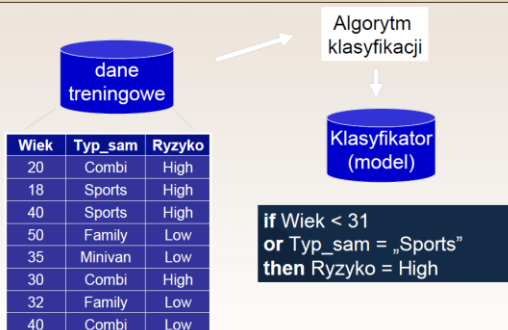 Algorytm
klasyfikacji
dane
treningowe
Klasyfikator
(model)
Wiek Typ_sam Ryzyko
20 Combi High
18 Sports High
40 Sports High
50 Family Low
35 Minivan Low
30 Combi High
32 Family Low
40 Combi Low
if Wiek < 31
or Typ_sam = „Sports”
then Ryzyko = High